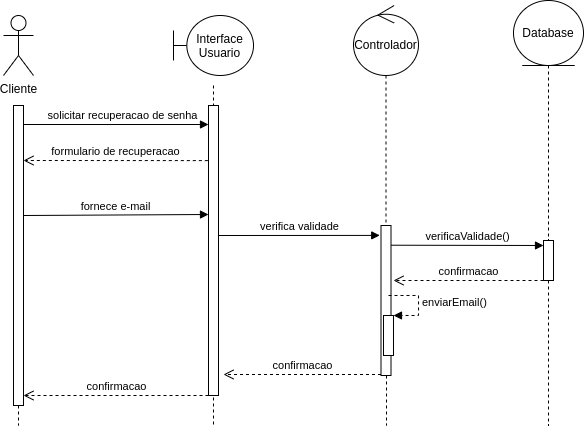 Interface
Usuario
Controlador
Database
Cliente
solicitar recuperacao de senha
formulario de recuperacao
fornece e-mail
verifica validade
verificaValidade()
confirmacao
enviarEmail()
confirmacao
confirmacao